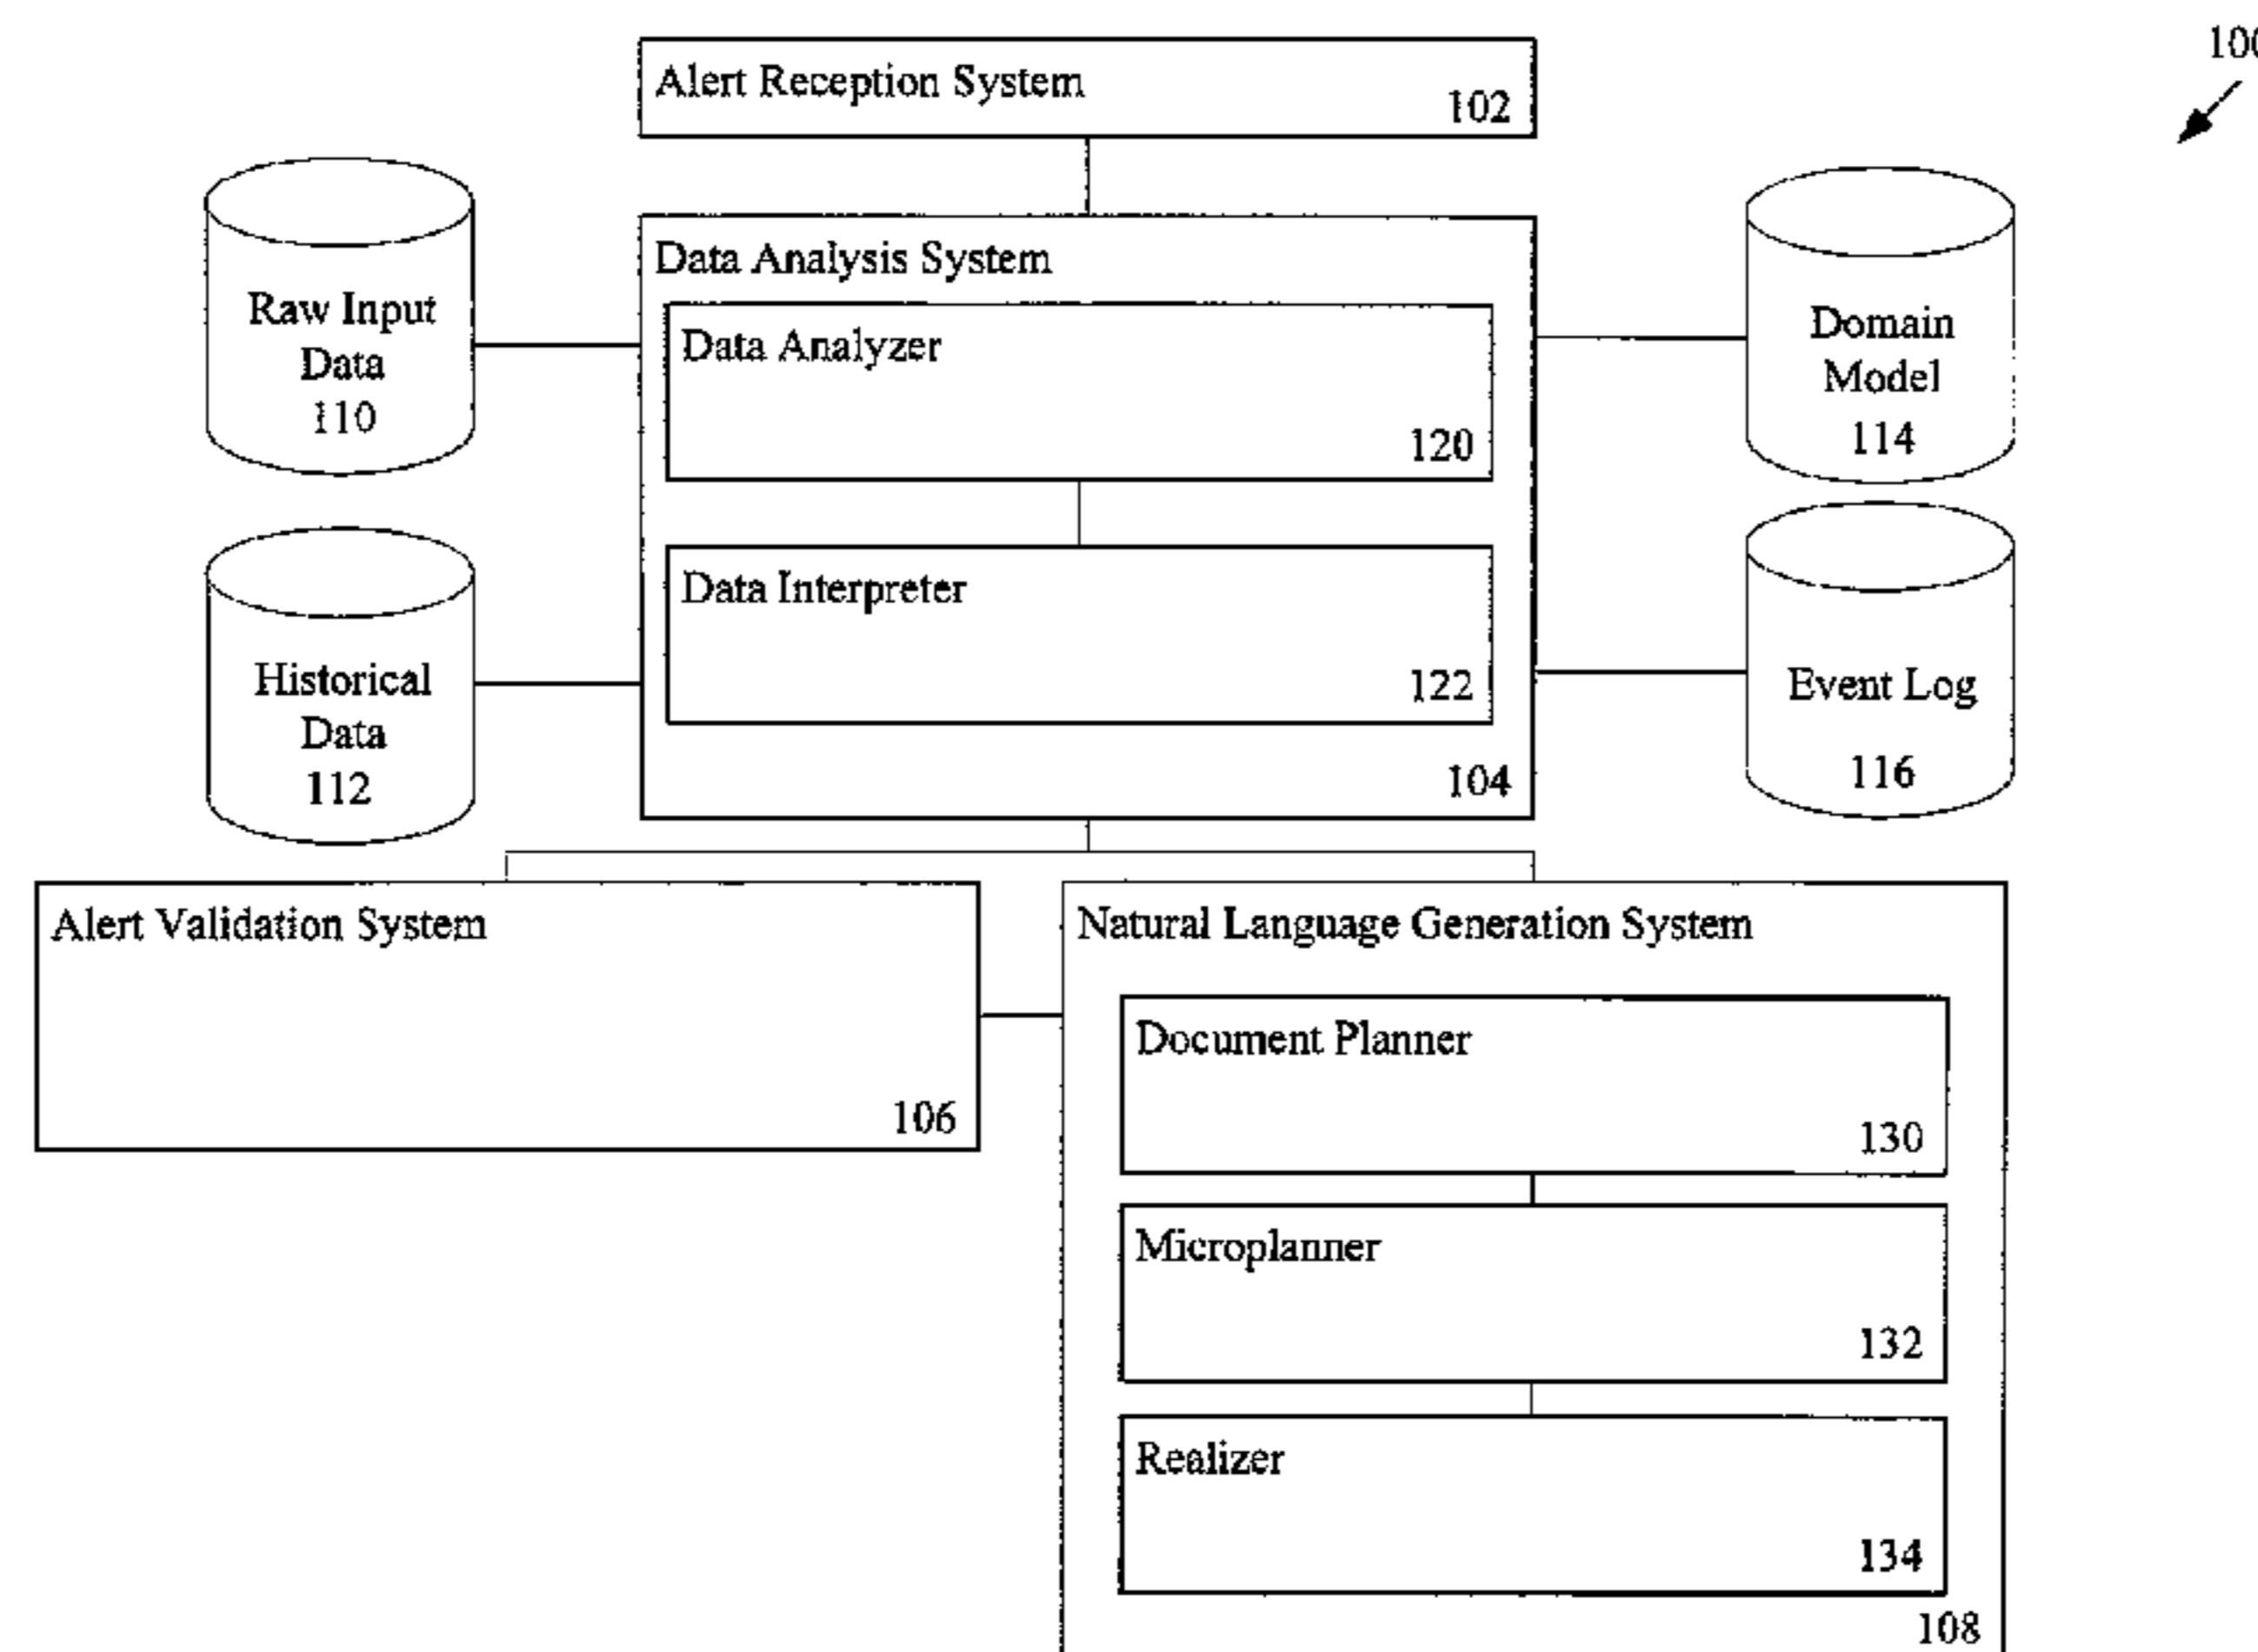 100
Alert Reception System
102
Raw Input
Data
110
Data Analysis System
Data Analyzer
120
Data Interpreter
122
104
Domain
Model
114
Historical
Data
112
Event Log
116
Alert Validation System
106
Natural Language Generation System
Document Planner
130
Microplanner
132
Realizer
134
108